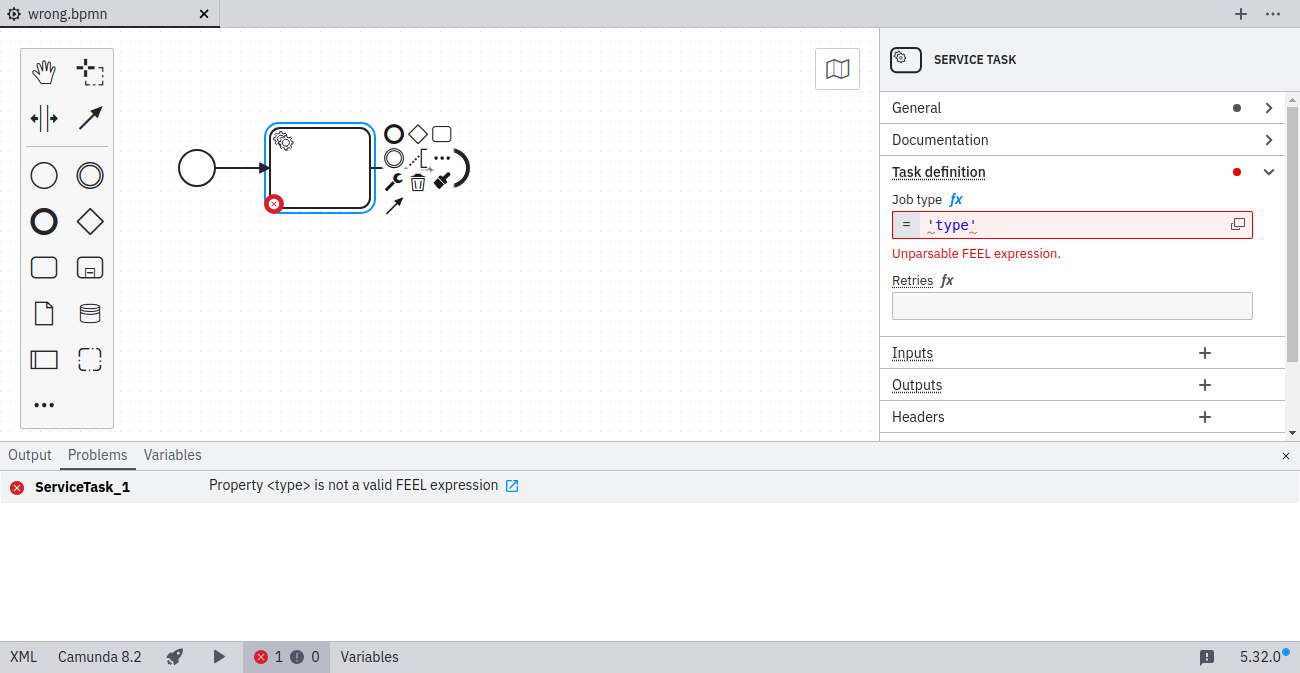 wrong.bpmn
SERVICE TASK
General
Documentation
Task definition
Job type fx
= 'type'
Unparsable FEEL expression.
Retries fx
Inputs
Outputs
Headers
Output Problems Variables
ServiceTask_1 Property <type> is not a valid FEEL expression
XML Camunda 8.2 1 0 Variables 5.32.0